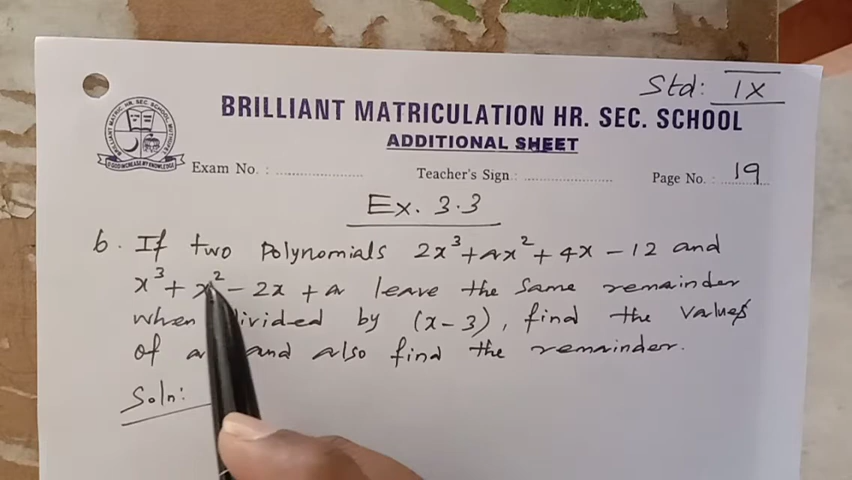 Std: IX
BRILLIANT MATRICULATION HR. SEC. SCHOOL
ADDITIONAL SHEET
Exam No. : Teacher's Sign : Page No. : 19
Ex. 3.3
6. If two Polynomials 2x³+ax²+4x-12 and
x³+x²-2x+a leave the same remainder
when divided by (x-3), find the values
of a and also find the remainder.
Soln: